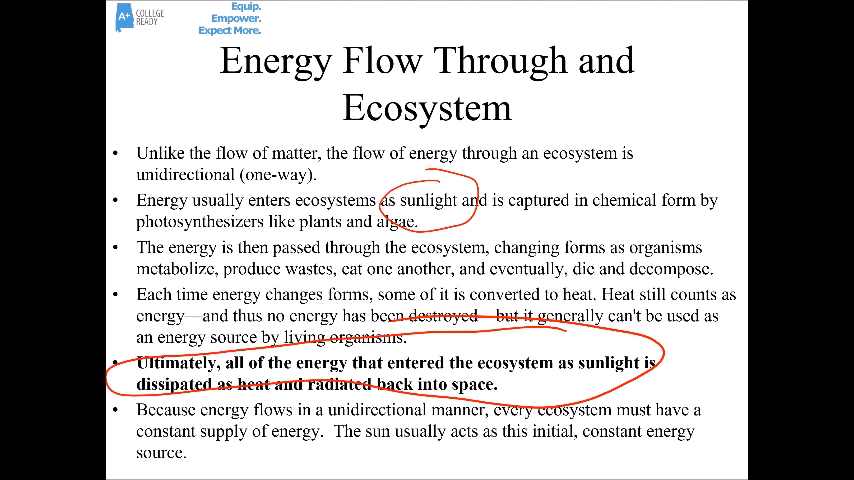 A+ COLLEGE
READY
Equip.
Empower.
Expect More.
Energy Flow Through and
Ecosystem
• Unlike the flow of matter, the flow of energy through an ecosystem is
unidirectional (one-way).
• Energy usually enters ecosystems as sunlight and is captured in chemical form by
photosynthesizers like plants and algae.
• The energy is then passed through the ecosystem, changing forms as organisms
metabolize, produce wastes, eat one another, and eventually, die and decompose.
• Each time energy changes forms, some of it is converted to heat. Heat still counts as
energy—and thus no energy has been destroyed—but it generally can't be used as
an energy source by living organisms.
• Ultimately, all of the energy that entered the ecosystem as sunlight is
dissipated as heat and radiated back into space.
• Because energy flows in a unidirectional manner, every ecosystem must have a
constant supply of energy. The sun usually acts as this initial, constant energy
source.